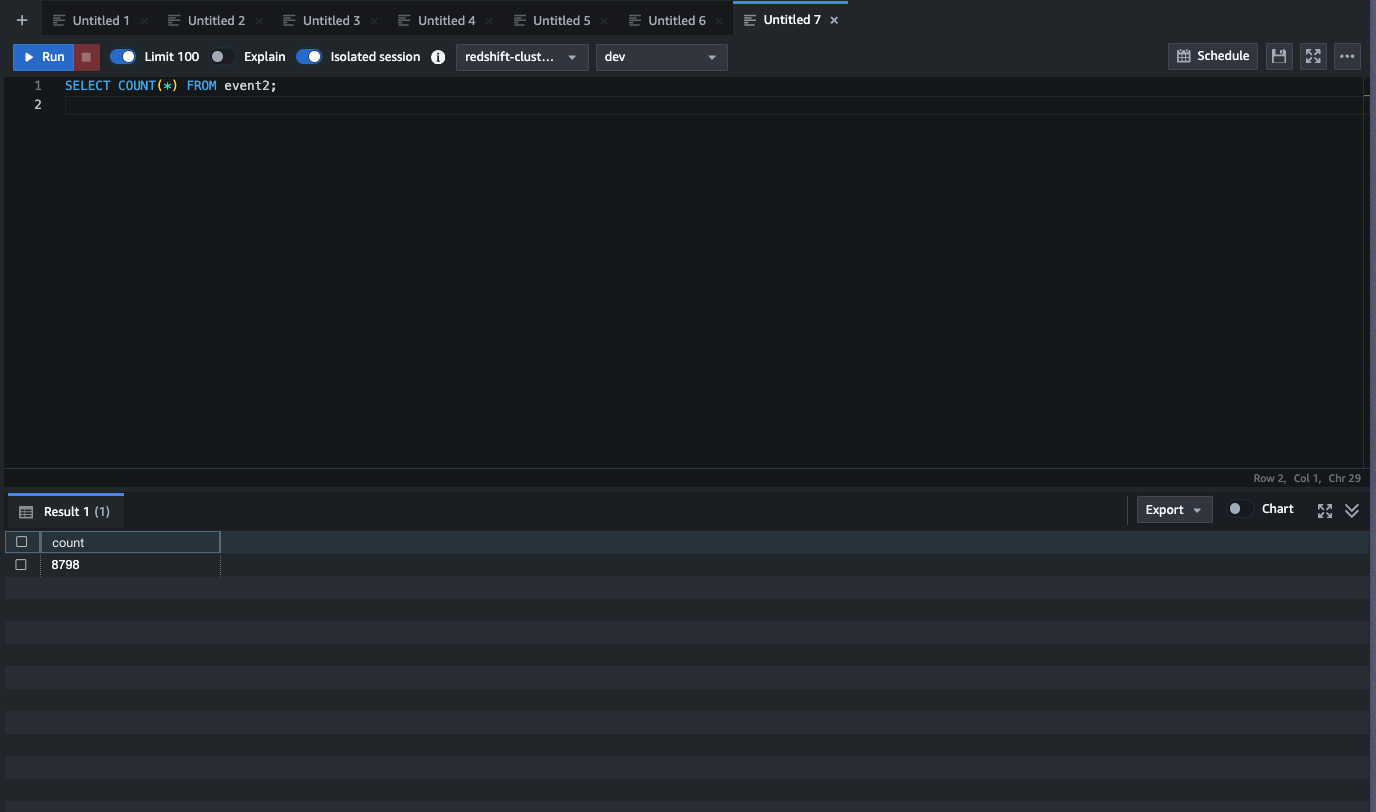 Untitled 1 Untitled 2 Untitled 3 Untitled 4 Untitled 5 Untitled 6 Untitled 7
Run Limit 100 Explain Isolated session redshift-clust... dev Schedule
1 SELECT COUNT(*) FROM event2;
2
Row 2, Col 1, Chr 29
Result 1 (1) Export Chart
count
8798